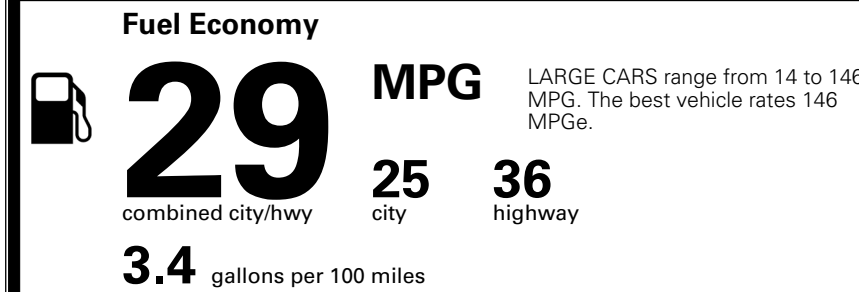 Fuel Economy
29 MPG
LARGE CARS range from 14 to 146
MPG. The best vehicle rates 146
MPGe.
combined city/hwy
25
city
36
highway
3.4 gallons per 100 miles